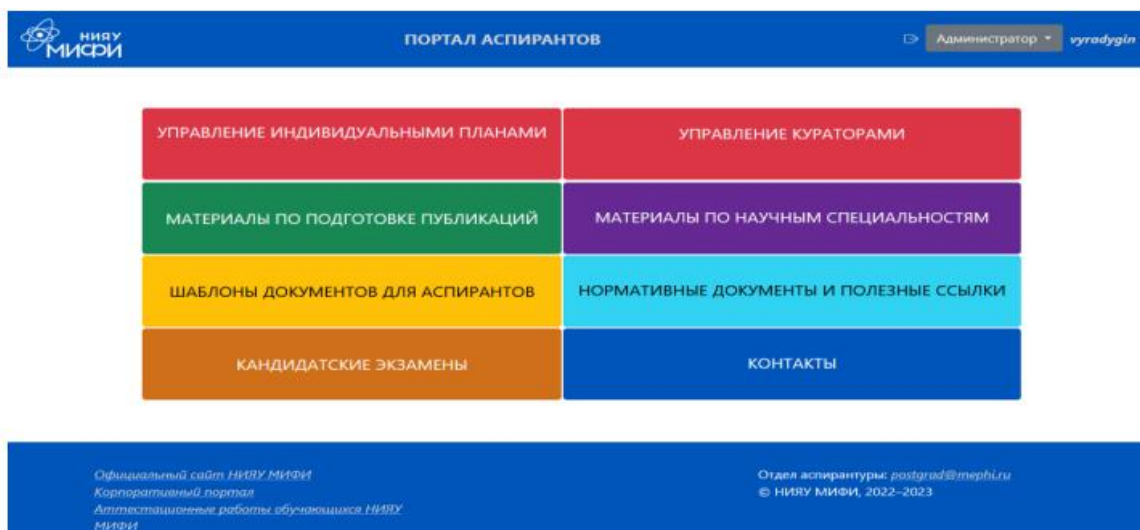 НИЯУ
МИФИ
ПОРТАЛ АСПИРАНТОВ
Администратор
vyradygin
УПРАВЛЕНИЕ ИНДИВИДУАЛЬНЫМИ ПЛАНАМИ
УПРАВЛЕНИЕ КУРАТОРАМИ
МАТЕРИАЛЫ ПО ПОДГОТОВКЕ ПУБЛИКАЦИЙ
МАТЕРИАЛЫ ПО НАУЧНЫМ СПЕЦИАЛЬНОСТЯМ
ШАБЛОНЫ ДОКУМЕНТОВ ДЛЯ АСПИРАНТОВ
НОРМАТИВНЫЕ ДОКУМЕНТЫ И ПОЛЕЗНЫЕ ССЫЛКИ
КАНДИДАТСКИЕ ЭКЗАМЕНЫ
КОНТАКТЫ
Официальный сайт НИЯУ МИФИ
Корпоративный портал
Аттестационные работы обучающихся НИЯУ
МИФИ
Отдел аспирантуры: postgrad@mephi.ru
© НИЯУ МИФИ, 2022–2023